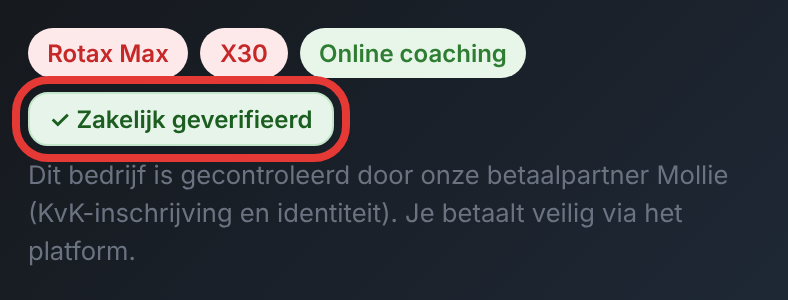 Rotax Max X30 Online coaching
✓ Zakelijk geverifieerd
Dit bedrijf is gecontroleerd door onze betaalpartner Mollie
(KvK-inschrijving en identiteit). Je betaalt veilig via het
platform.